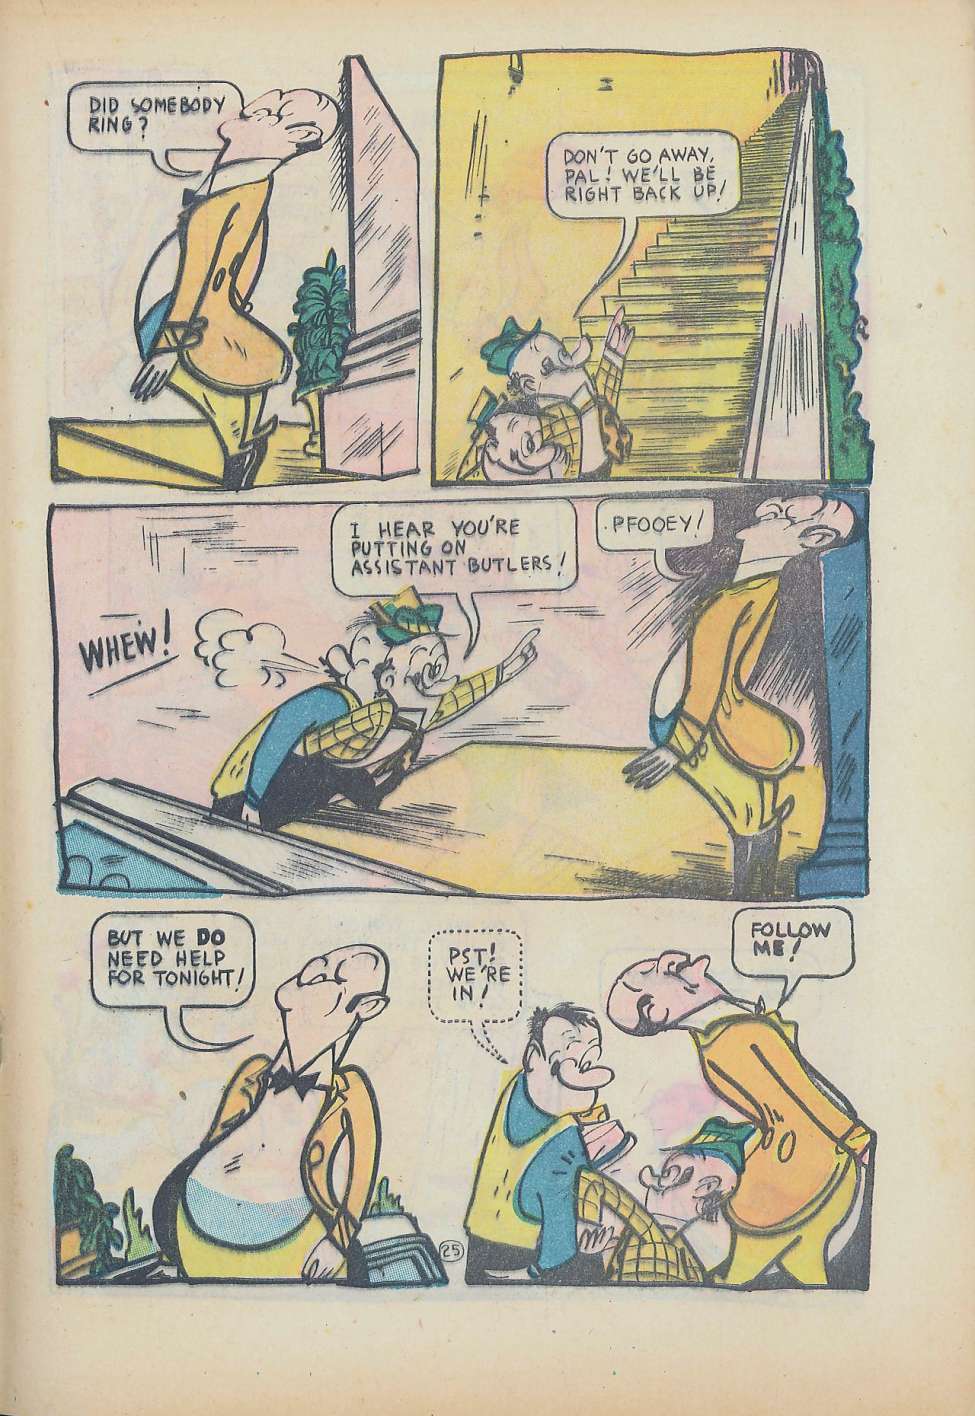 DID SOMEBODY
RING?
DON'T GO AWAY,
PAL! WE'LL BE
RIGHT BACK UP!
WHEW!
I HEAR YOU'RE
PUTTING ON
ASSISTANT BUTLERS!
PFOOEY!
BUT WE DO
NEED HELP
FOR TONIGHT!
25
PST!
WE'RE
IN!
FOLLOW
ME!